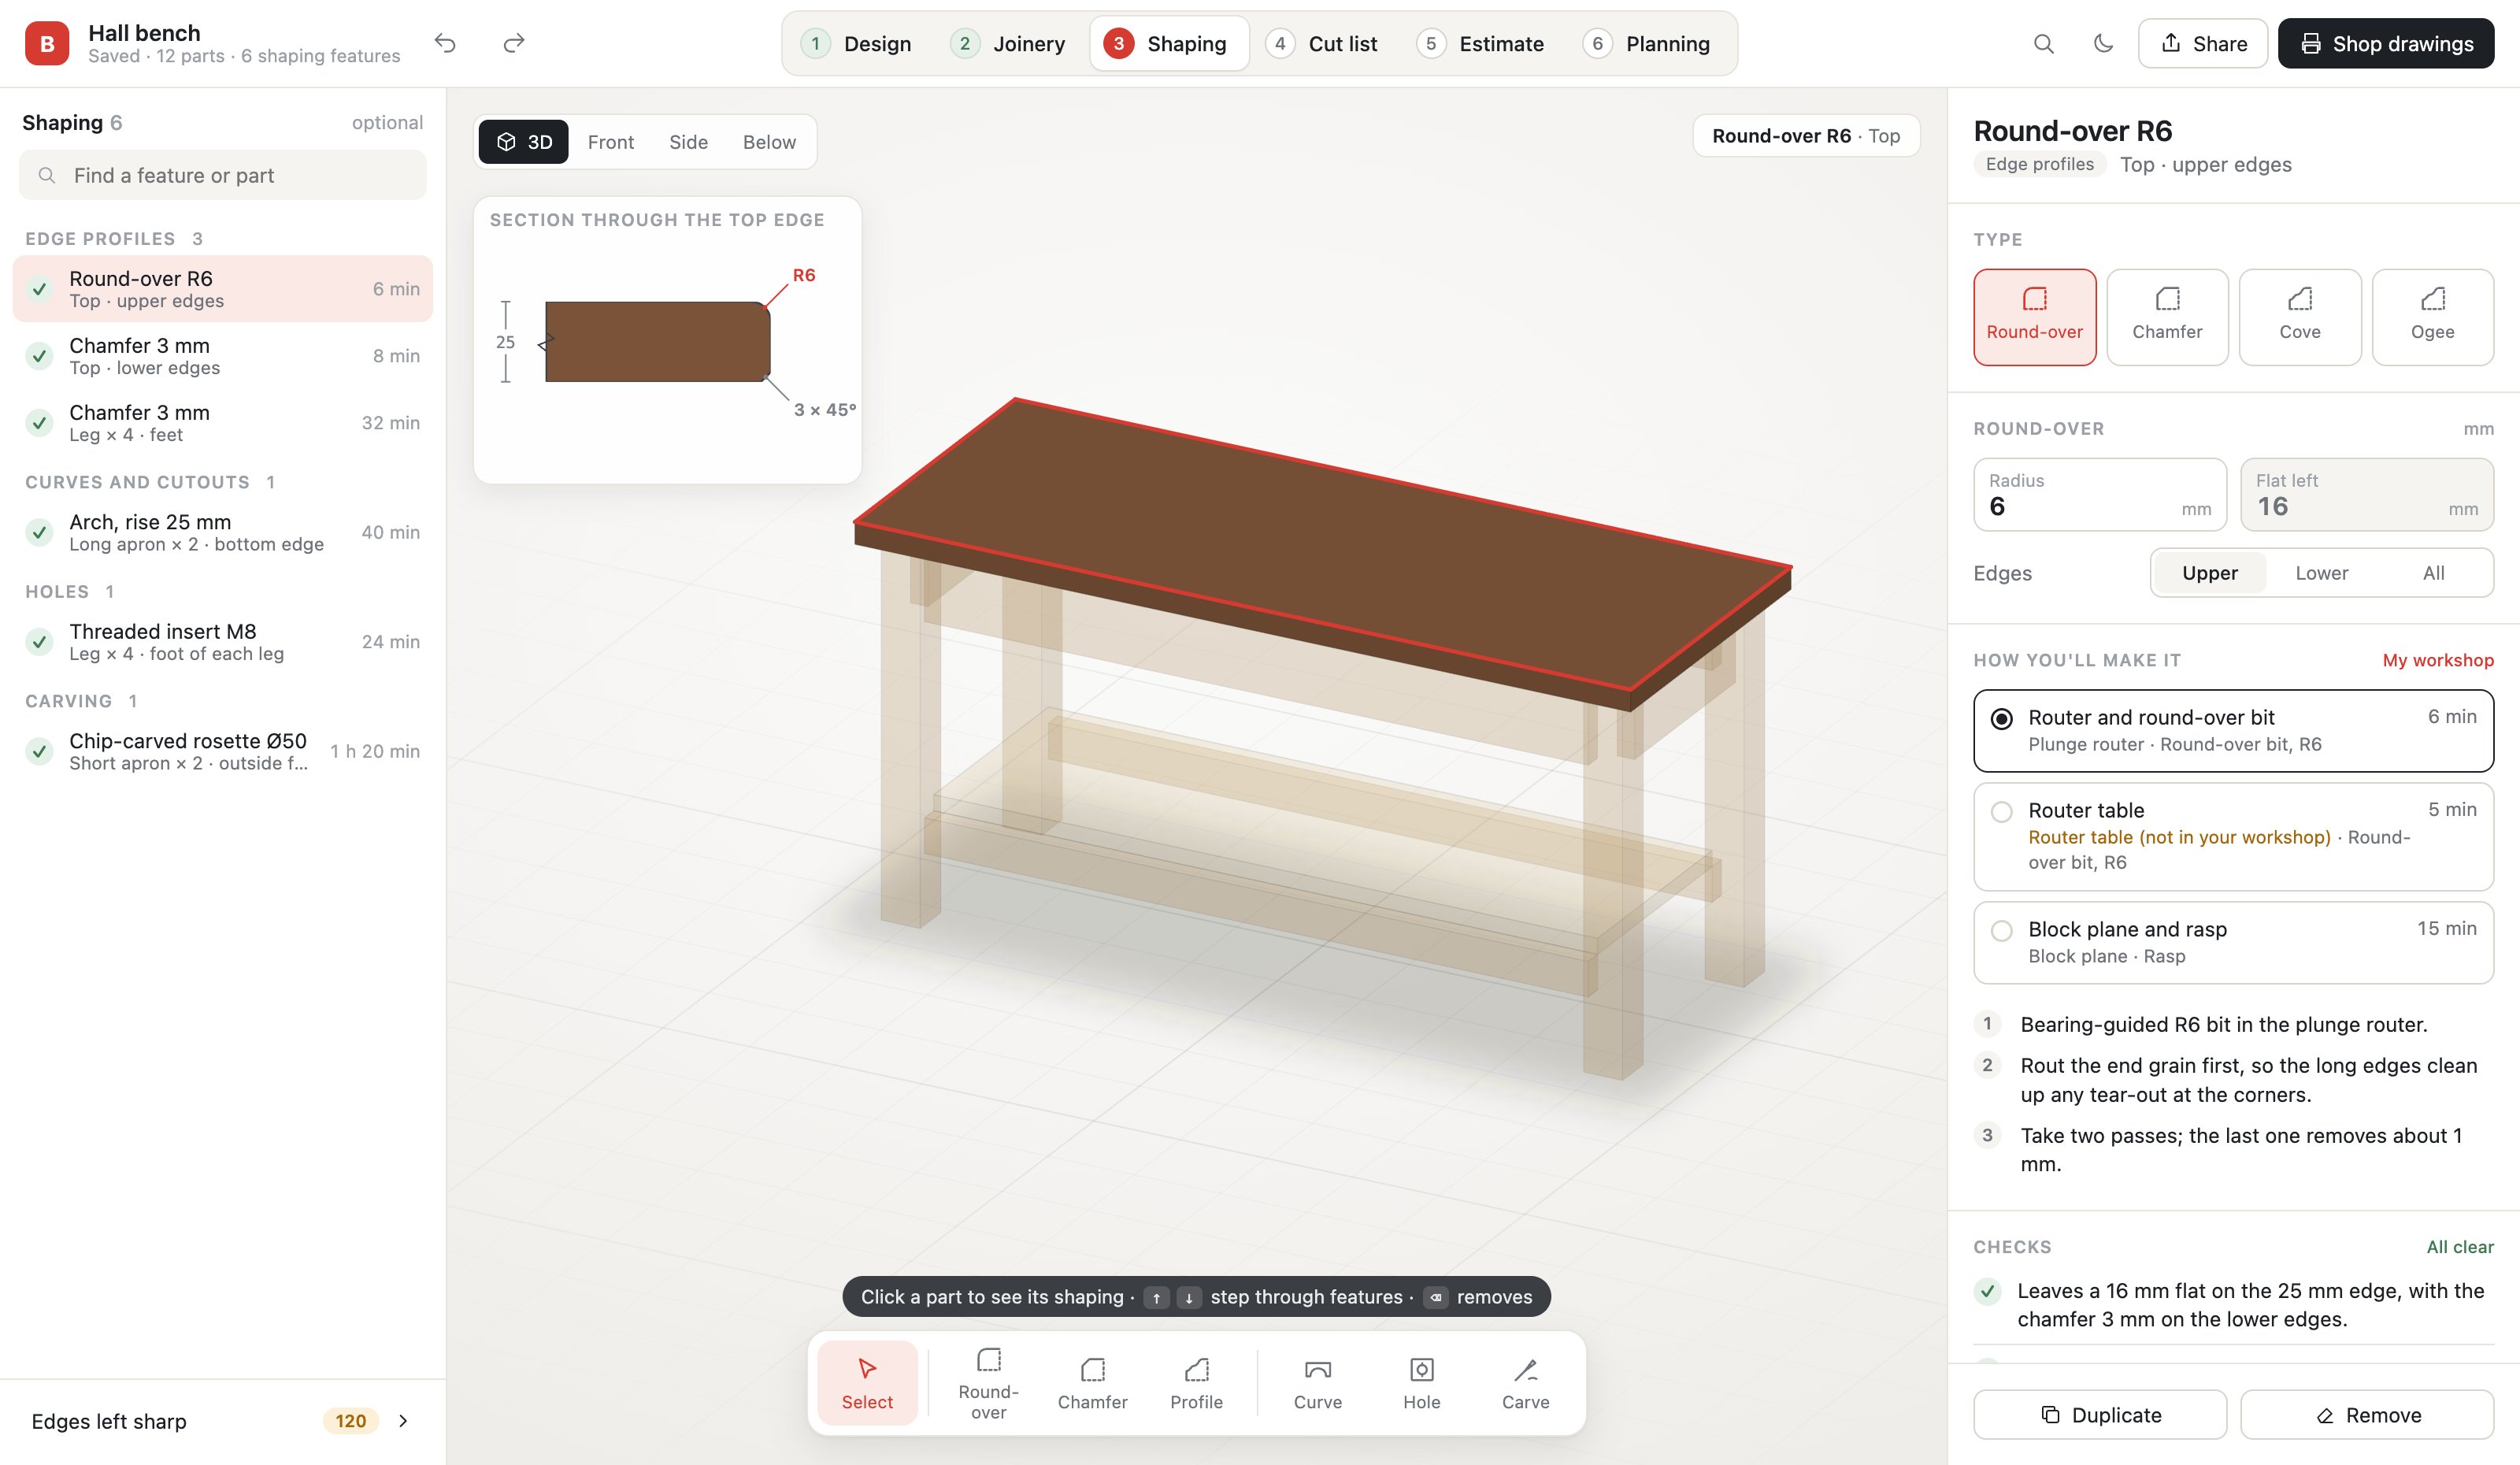 B
Hall bench
Saved · 12 parts · 6 shaping features
1 Design
2 Joinery
3 Shaping
4 Cut list
5 Estimate
6 Planning
Share
Shop drawings
Shaping 6
optional
Find a feature or part
EDGE PROFILES 3
Round-over R6
Top · upper edges
6 min
Chamfer 3 mm
Top · lower edges
8 min
Chamfer 3 mm
Leg × 4 · feet
32 min
CURVES AND CUTOUTS 1
Arch, rise 25 mm
Long apron × 2 · bottom edge
40 min
HOLES 1
Threaded insert M8
Leg × 4 · foot of each leg
24 min
CARVING 1
Chip-carved rosette Ø50
Short apron × 2 · outside f...
1 h 20 min
Edges left sharp
120
3D
Front
Side
Below
Round-over R6 · Top
SECTION THROUGH THE TOP EDGE
R6
25
3 × 45°
Click a part to see its shaping · ↑ ↓ step through features · ⌫ removes
Select
Round-
over
Chamfer
Profile
Curve
Hole
Carve
Round-over R6
Edge profiles
Top · upper edges
TYPE
Round-over
Chamfer
Cove
Ogee
ROUND-OVER
mm
Radius
6 mm
Flat left
16 mm
Edges
Upper
Lower
All
HOW YOU'LL MAKE IT
My workshop
Router and round-over bit
6 min
Plunge router · Round-over bit, R6
Router table
5 min
Router table (not in your workshop) · Round-
over bit, R6
Block plane and rasp
15 min
Block plane · Rasp
1 Bearing-guided R6 bit in the plunge router.
2 Rout the end grain first, so the long edges clean
up any tear-out at the corners.
3 Take two passes; the last one removes about 1
mm.
CHECKS
All clear
Leaves a 16 mm flat on the 25 mm edge, with the
chamfer 3 mm on the lower edges.
Duplicate
Remove